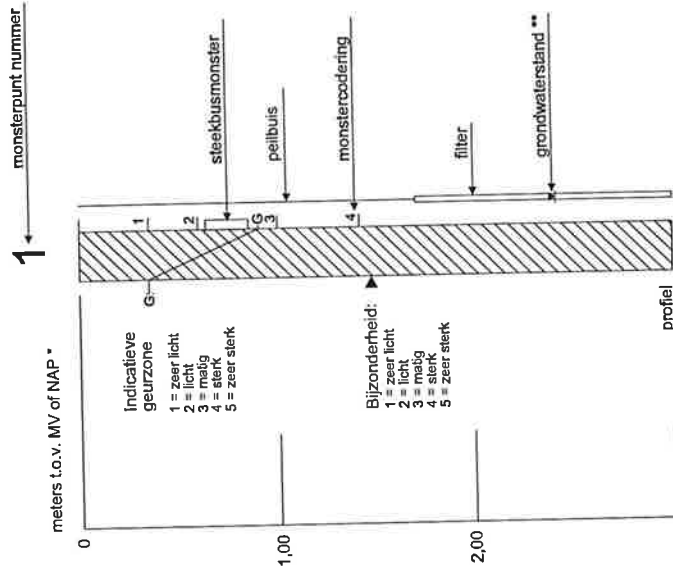 1
monsterpunt nummer
meters t.o.v. MV of NAP *
0
1,00
2,00
Indicatieve
geurzone
1 = zeer licht
2 = licht
3 = matig
4 = sterk
5 = zeer sterk
Bijzonderheid:
1 = zeer licht
2 = licht
3 = matig
4 = sterk
5 = zeer sterk
G
1
2
G
3
4
steekbusmonster
peilbuis
monstercodering
filter
grondwaterstand **
profiel